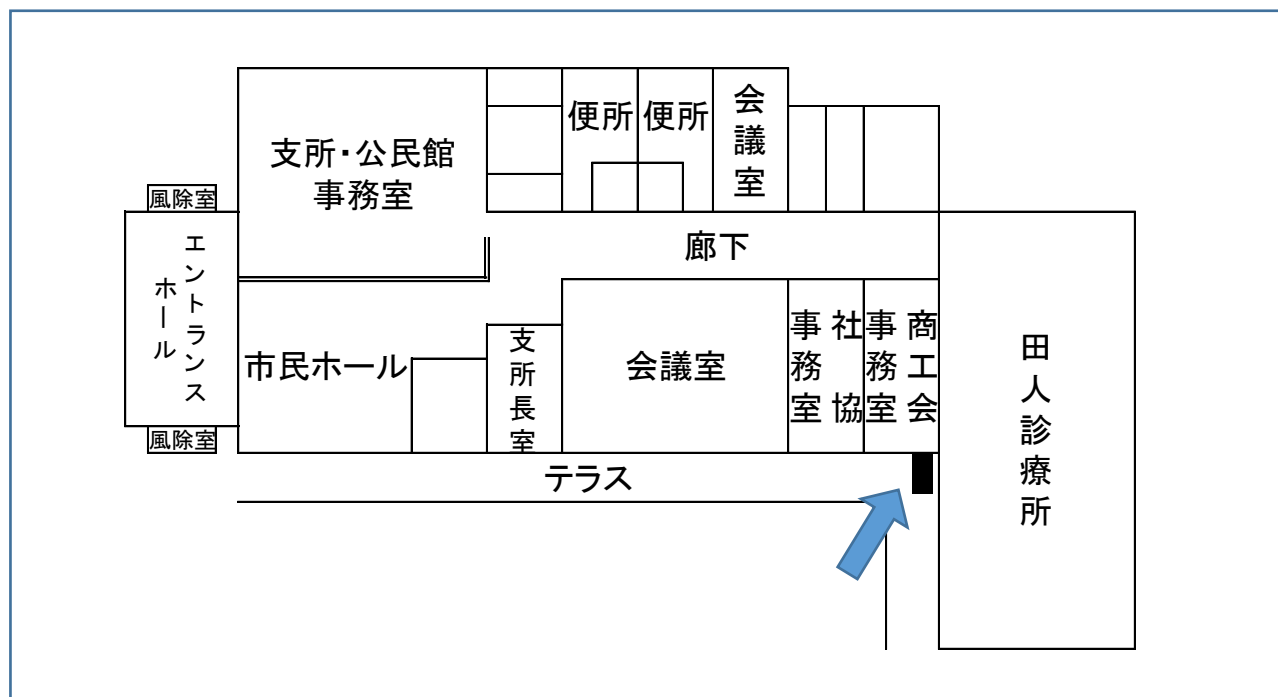 支所・公民館
事務室
便所
便所
会議室
風除室
エントランス
ホール
廊下
市民ホール
支所長室
会議室
社協
事務室
商工会
事務室
田人診療所
風除室
テラス